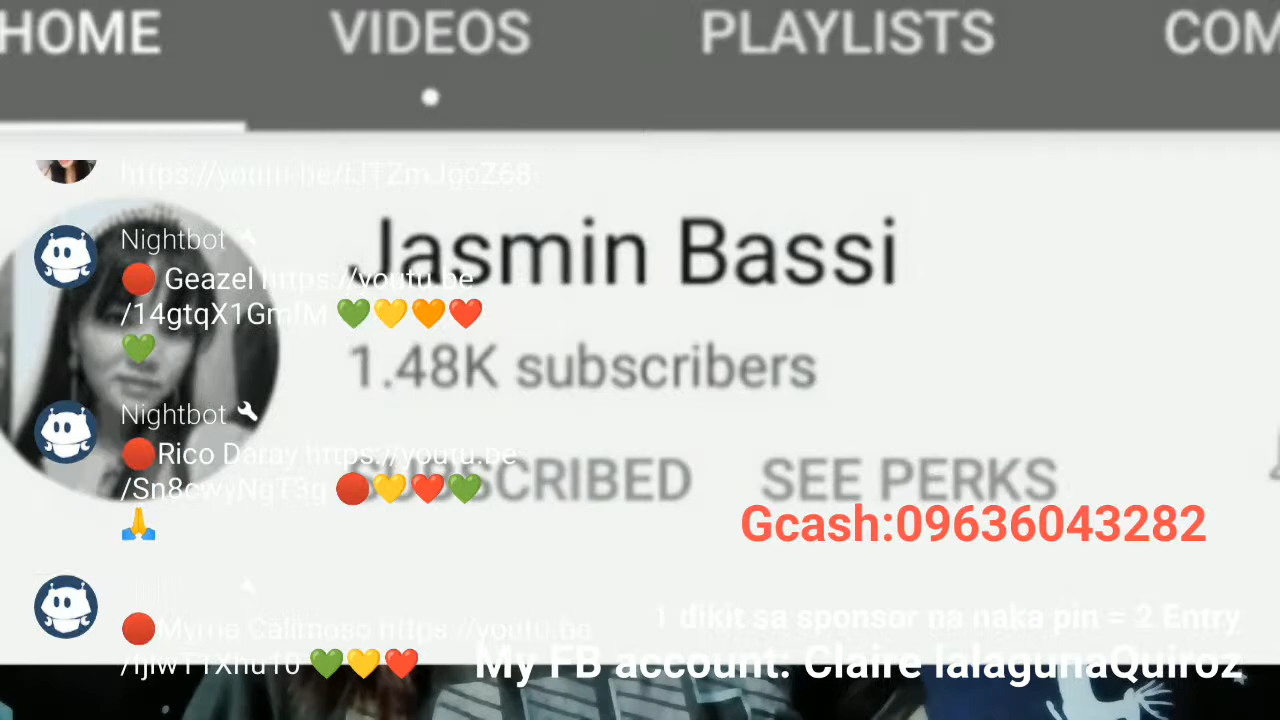 HOME VIDEOS PLAYLISTS COM
Jasmin Bassi
1.48K subscribers
SUBSCRIBED SEE PERKS
Nightbot
Geazel https://youtu.be
/14gtqX1GmfM
Nightbot
Rico Daray https://youtu.be
/Sn8cwyNgT3g
https://youtu.be
Gcash:09636043282
1 dikit sa sponsor na naka pin = 2 Entry
My FB account: Claire lalagunaQuiroz